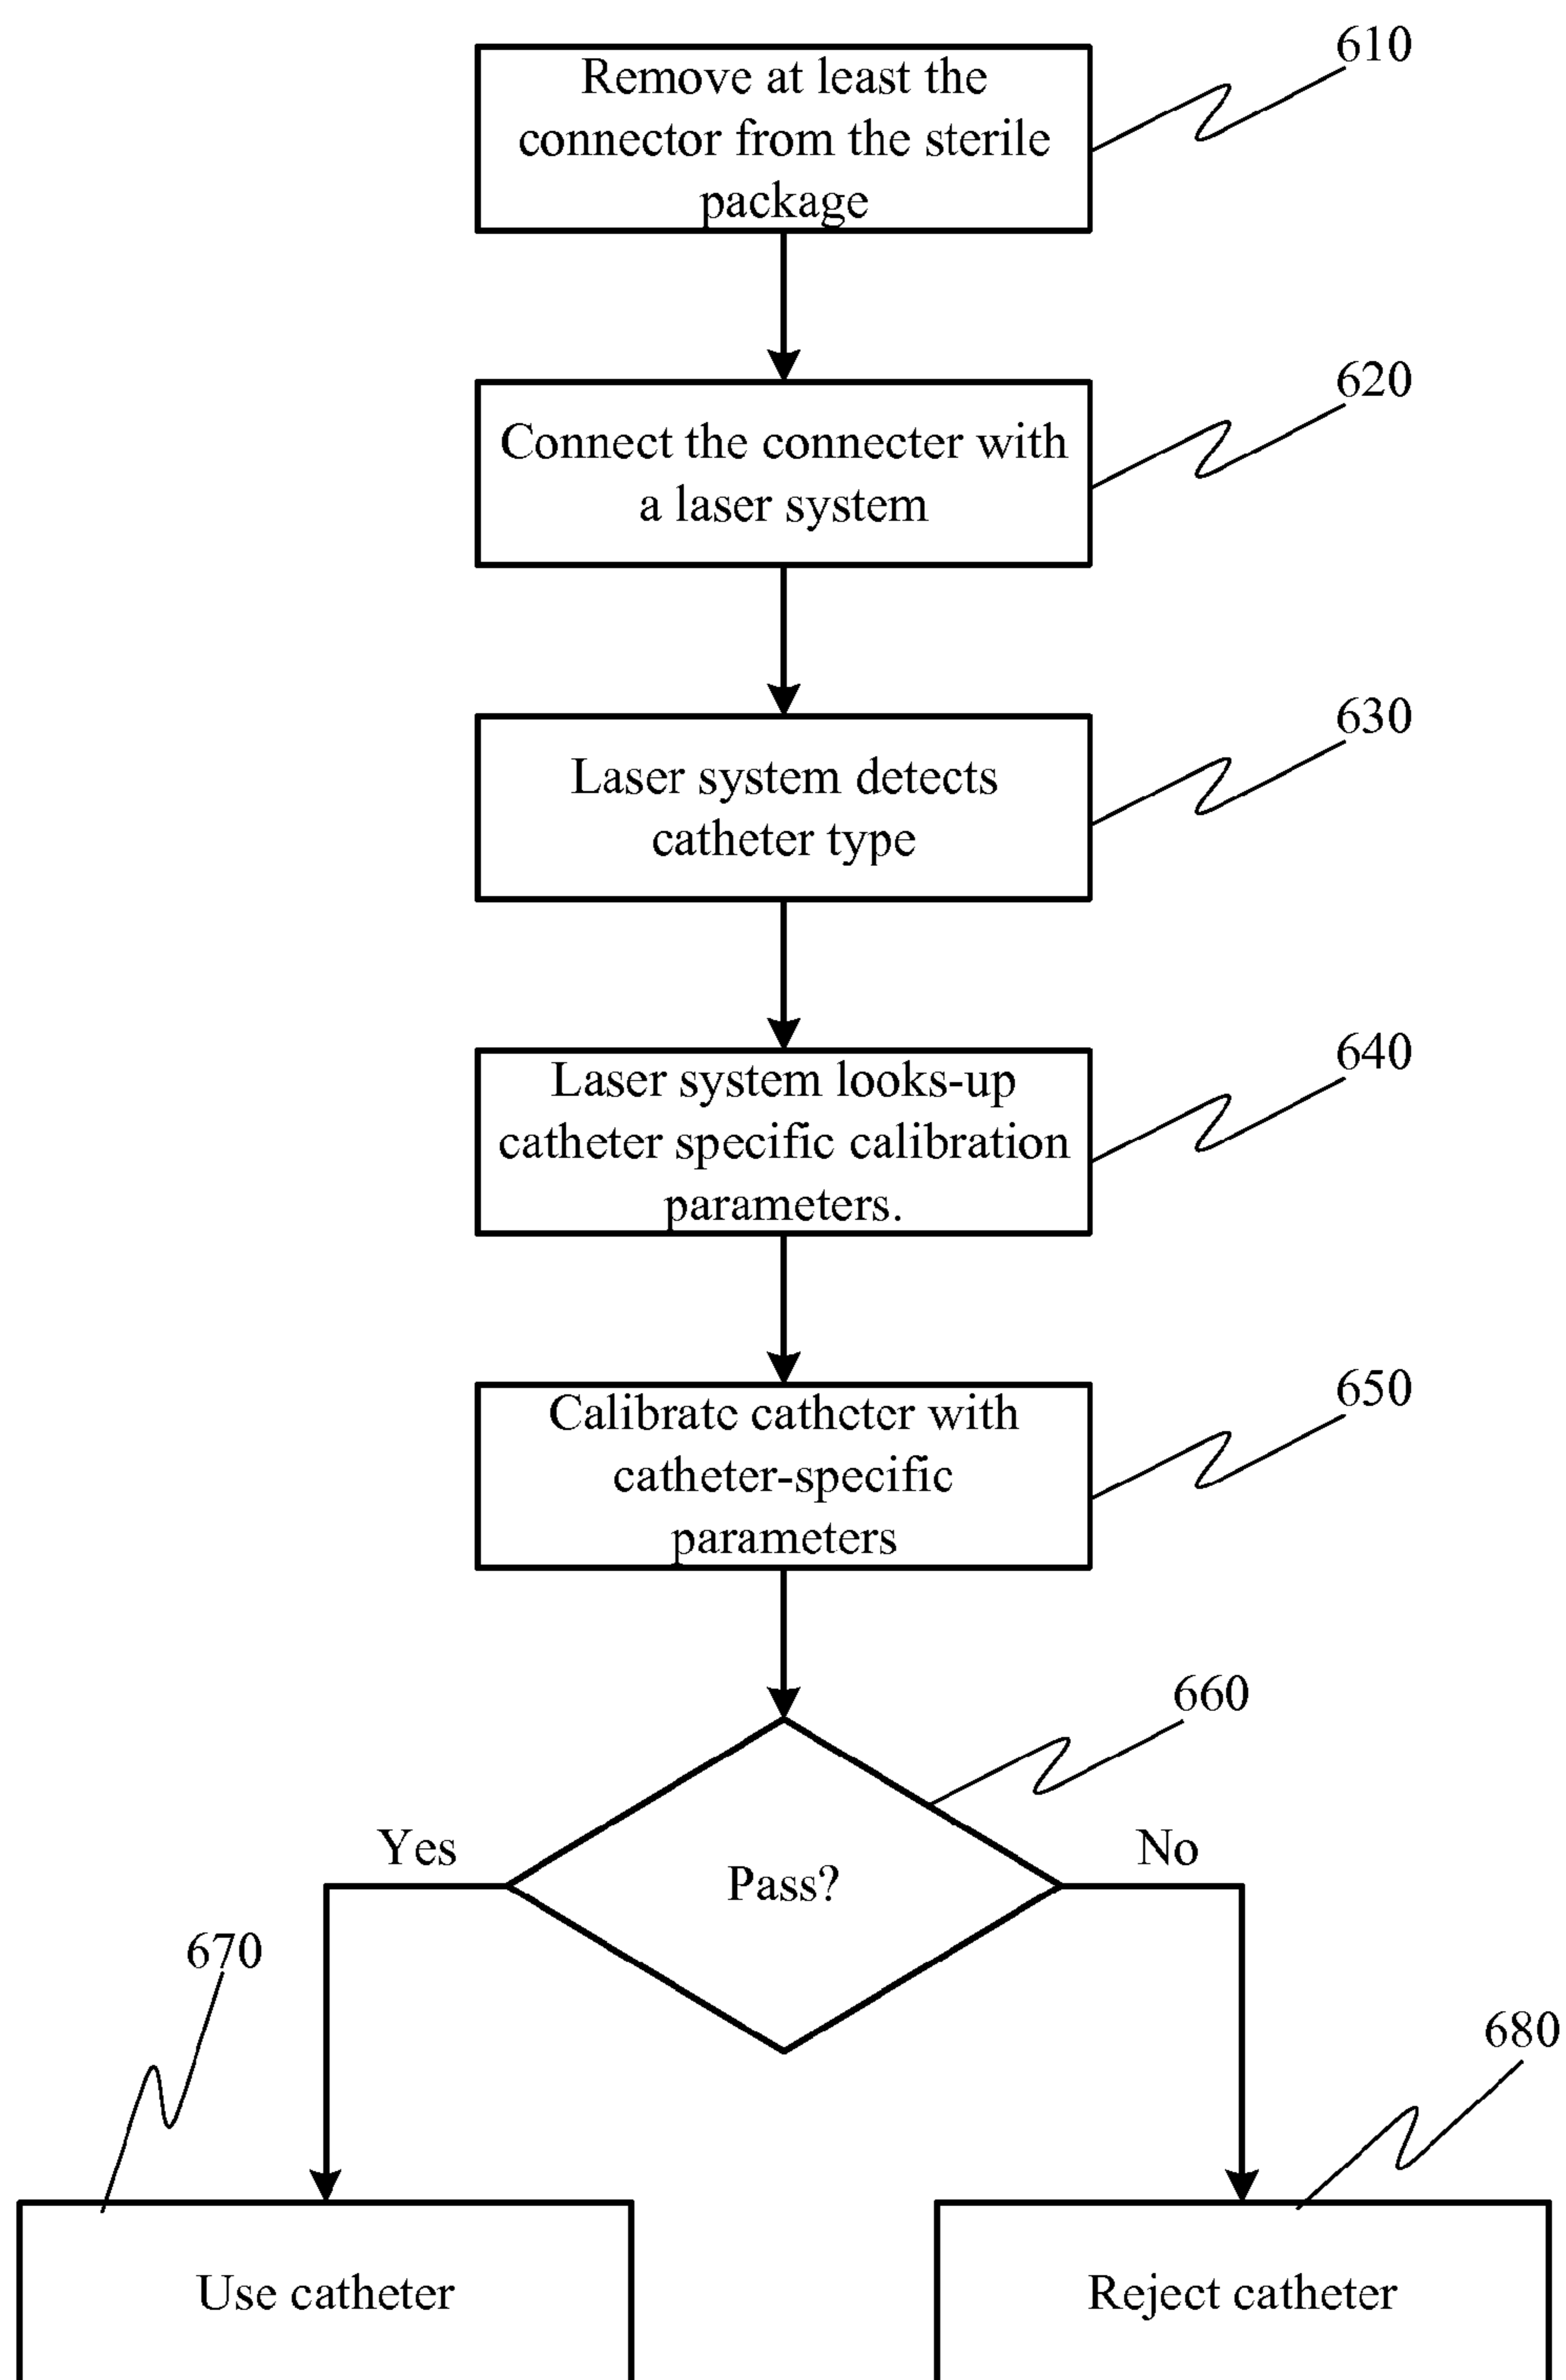 610
Remove at least the
connector from the sterile
package
620
Connect the connecter with
a laser system
630
Laser system detects
catheter type
640
Laser system looks-up
catheter specific calibration
parameters.
650
Calibrate catheter with
catheter-specific
parameters
660
Yes
No
Pass?
670
680
Use catheter
Reject catheter